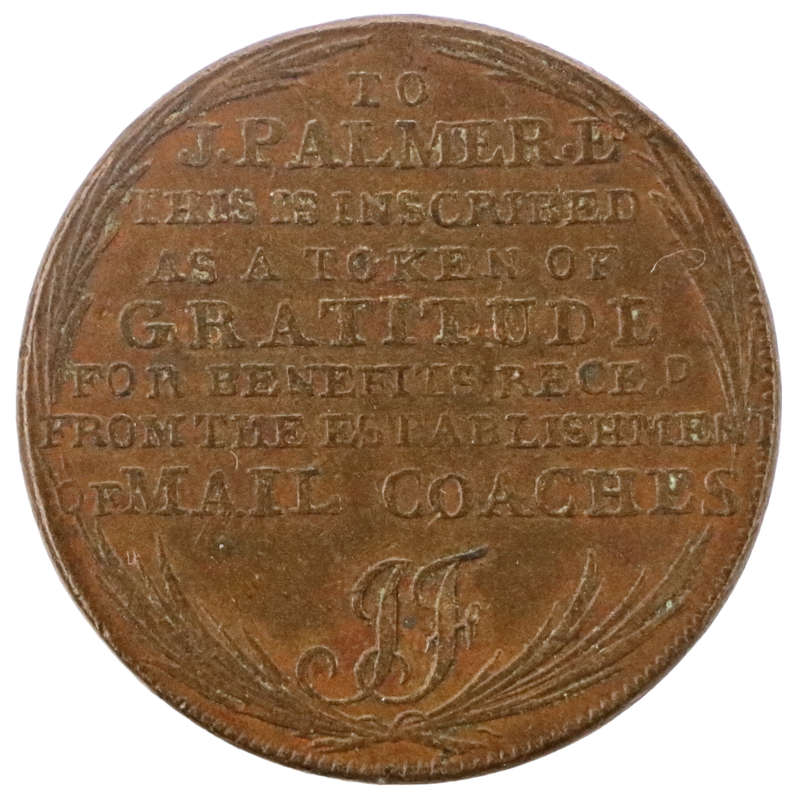 TO
J. PALMER. Esq
THIS IS INSCRIBED
AS A TOKEN OF
GRATITUDE
FOR BENEFITS RECED
FROM THE ESTABLISHMENT
OF MAIL COACHES
JF